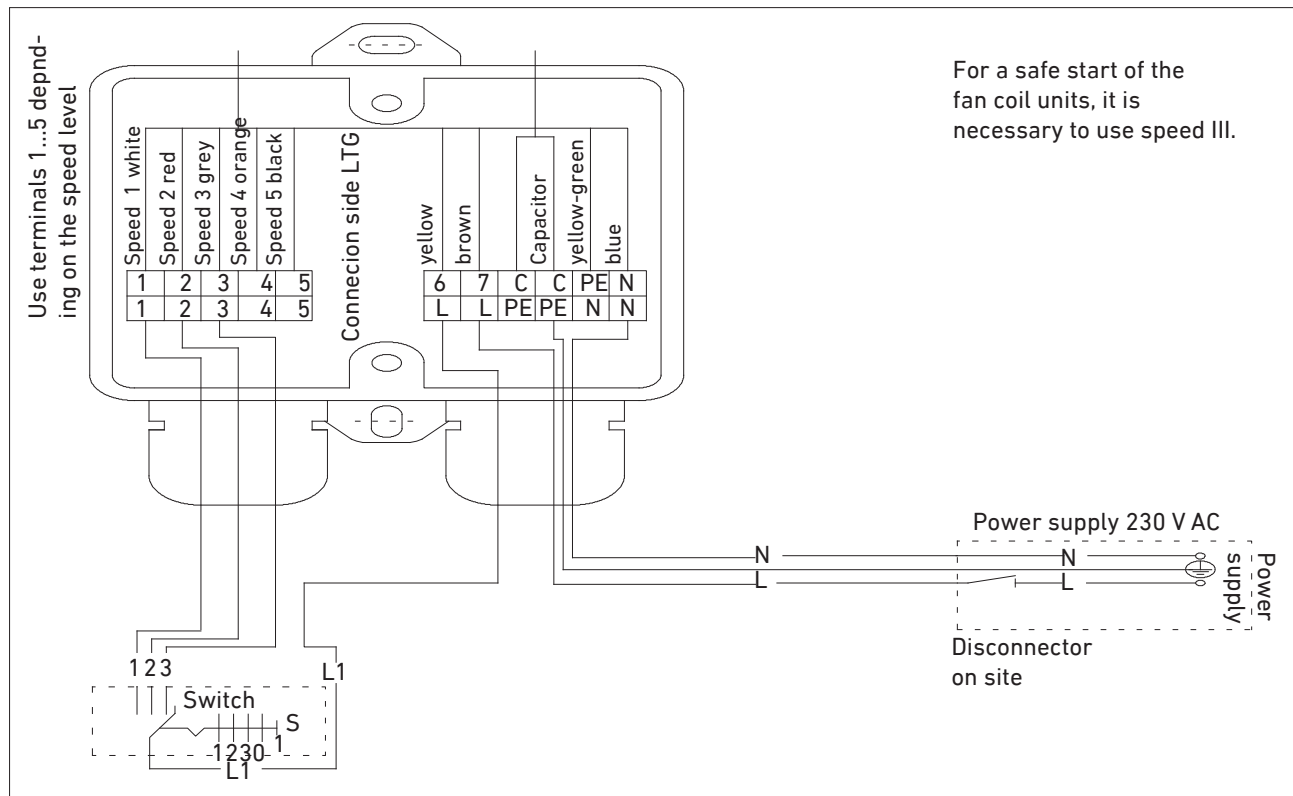 Use terminals 1...5 depnd-
ing on the speed level
Speed 1 white
Speed 2 red
Speed 3 grey
Speed 4 orange
Speed 5 black
Connecion side LTG
yellow
brown
Capacitor
yellow-green
blue
1 2 3 4 5
1 2 3 4 5
6 7 C C PE N
L L PE PE N N
For a safe start of the
fan coil units, it is
necessary to use speed III.
Power supply 230 V AC
N N
L L
Power
supply
Disconnector
on site
1 2 3
L1
Switch
S
1
1230
L1